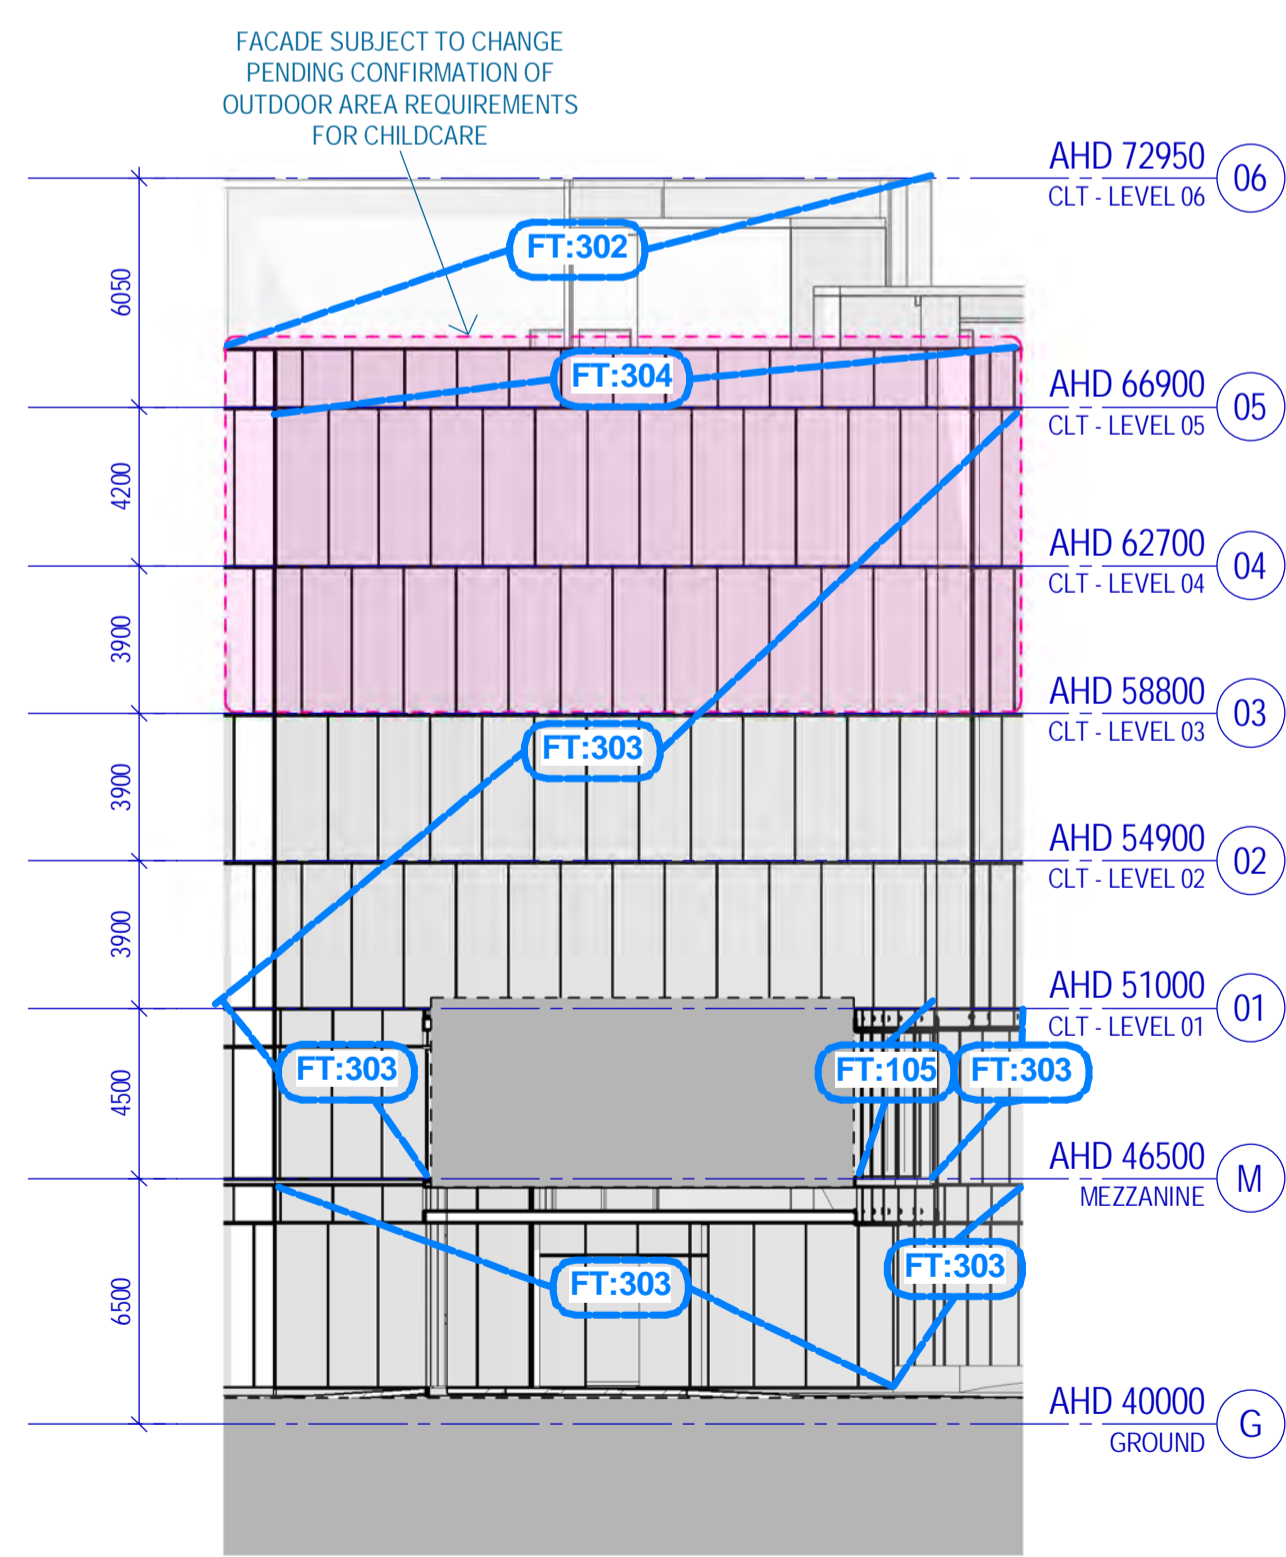 FACADE SUBJECT TO CHANGE
PENDING CONFIRMATION OF
OUTDOOR AREA REQUIREMENTS
FOR CHILDCARE
AHD 72950
CLT - LEVEL 06
06
FT:302
6050
FT:304
AHD 66900
CLT - LEVEL 05
05
4200
AHD 62700
CLT - LEVEL 04
04
3900
AHD 58800
CLT - LEVEL 03
03
FT:303
3900
AHD 54900
CLT - LEVEL 02
02
3900
AHD 51000
CLT - LEVEL 01
01
FT:303
FT:105
FT:303
4500
AHD 46500
MEZZANINE
M
FT:303
FT:303
6500
AHD 40000
GROUND
G